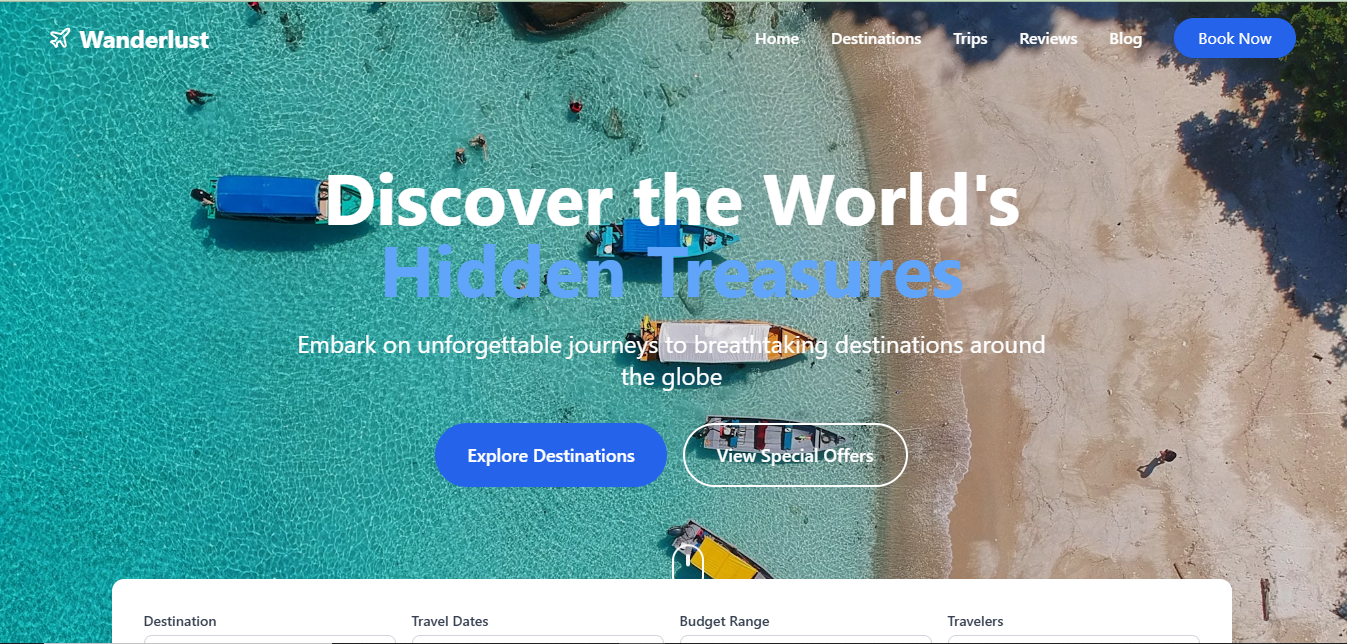 Wanderlust
Home Destinations Trips Reviews Blog Book Now
Discover the World's
Hidden Treasures
Embark on unforgettable journeys to breathtaking destinations around
the globe
Explore Destinations View Special Offers
Destination Travel Dates Budget Range Travelers